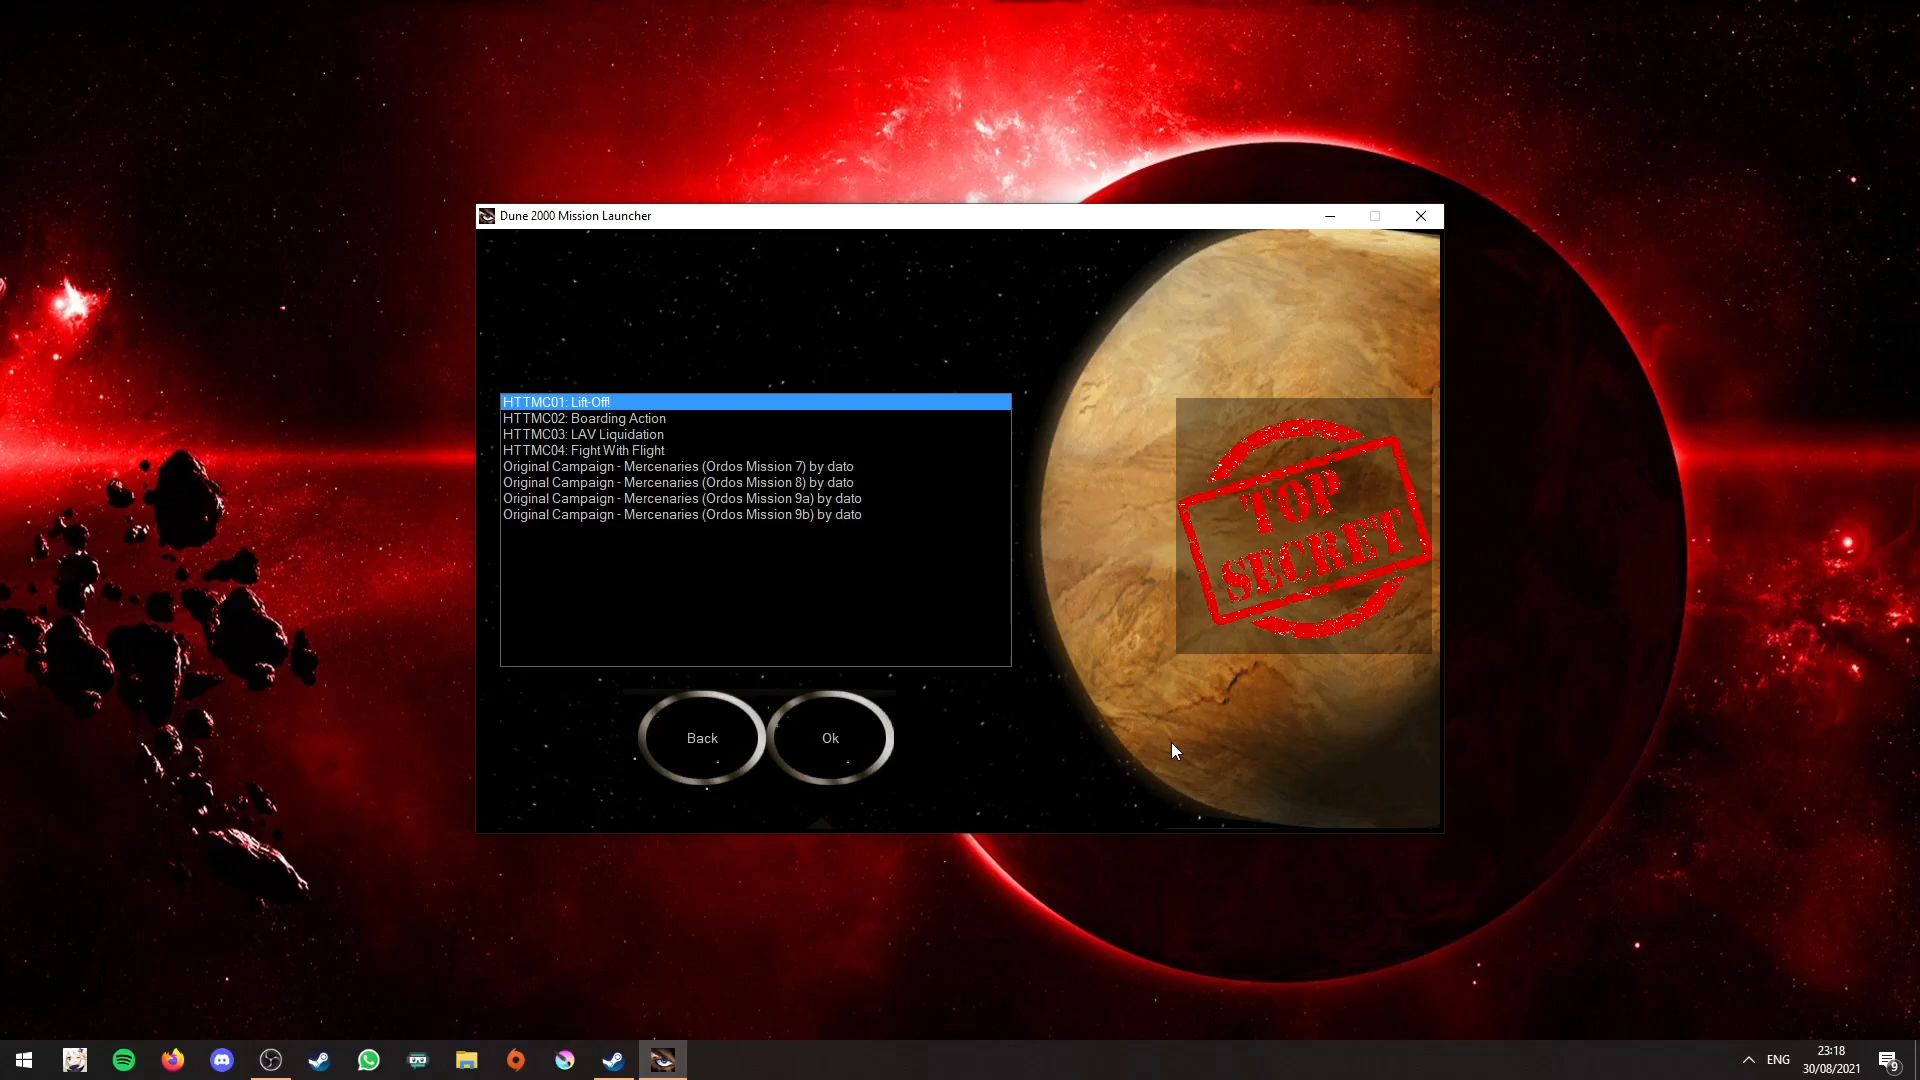 Dune 2000 Mission Launcher
HTTMC01: Lift-Off!
HTTMC02: Boarding Action
HTTMC03: LAV Liquidation
HTTMC04: Fight With Flight
Original Campaign - Mercenaries (Ordos Mission 7) by dato
Original Campaign - Mercenaries (Ordos Mission 8) by dato
Original Campaign - Mercenaries (Ordos Mission 9a) by dato
Original Campaign - Mercenaries (Ordos Mission 9b) by dato
TOP
SECRET
Back
Ok
ENG
23:18
30/08/2021
9